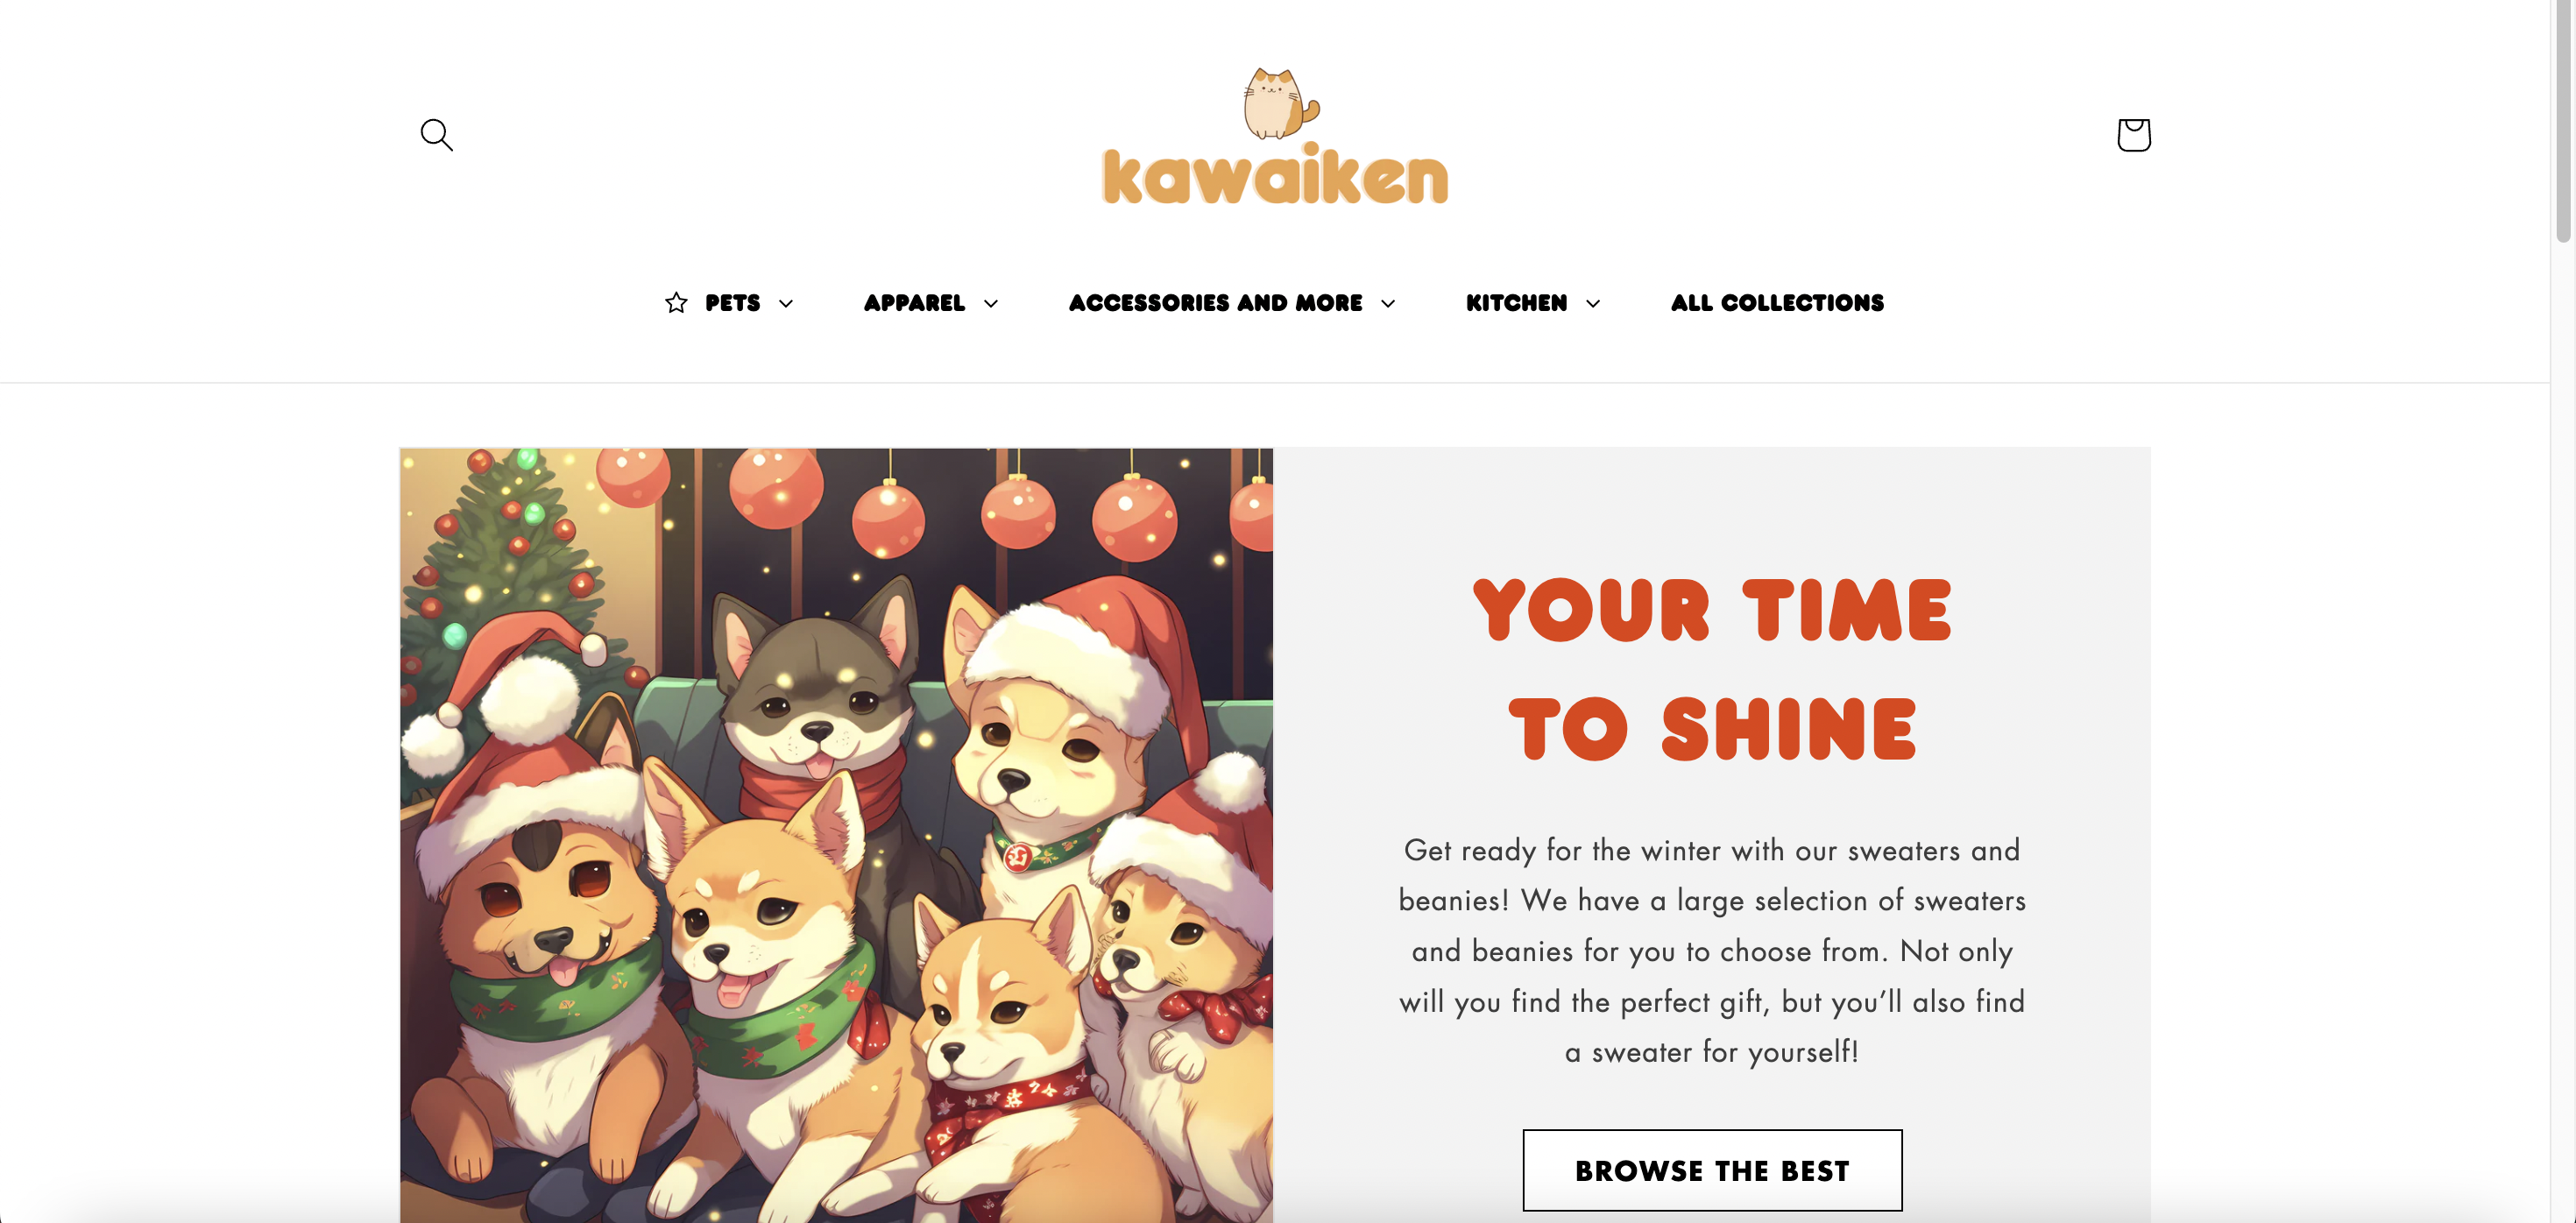 kawaiken
PETS
APPAREL
ACCESSORIES AND MORE
KITCHEN
ALL COLLECTIONS
YOUR TIME
TO SHINE
Get ready for the winter with our sweaters and
beanies! We have a large selection of sweaters
and beanies for you to choose from. Not only
will you find the perfect gift, but you’ll also find
a sweater for yourself!
BROWSE THE BEST